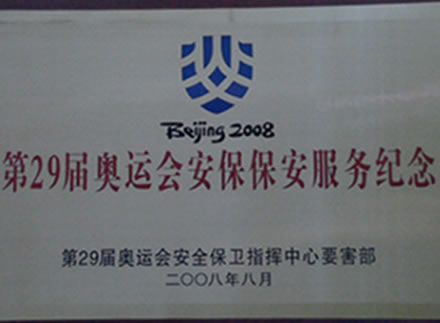 Beijing 2008
第29届奥运会安保保安服务纪念
第29届奥运会安全保卫指挥中心要害部
二〇〇八年八月